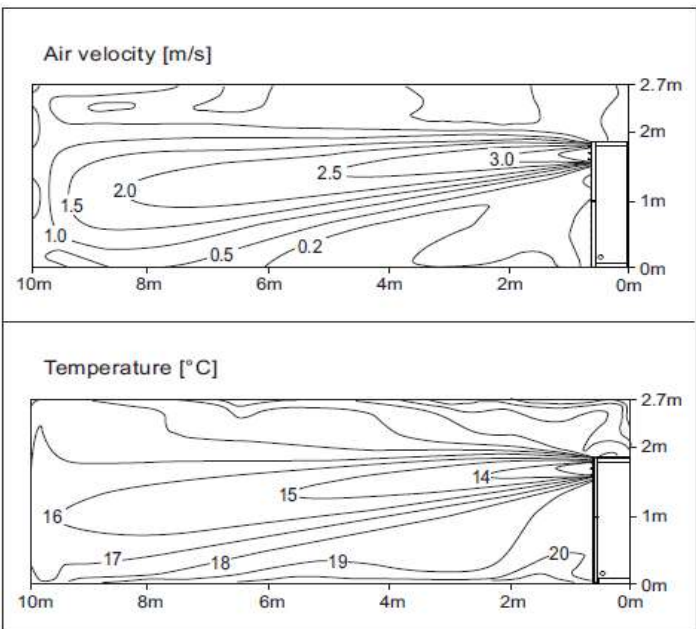 Air velocity [m/s]
2.7m
2m
3.0
2.5
2.0
1.5
1m
1.0
0.2
0.5
0m
10m 8m 6m 4m 2m 0m
Temperature [°C]
2.7m
2m
14
15
16
1m
20
17 18 19
0m
10m 8m 6m 4m 2m 0m